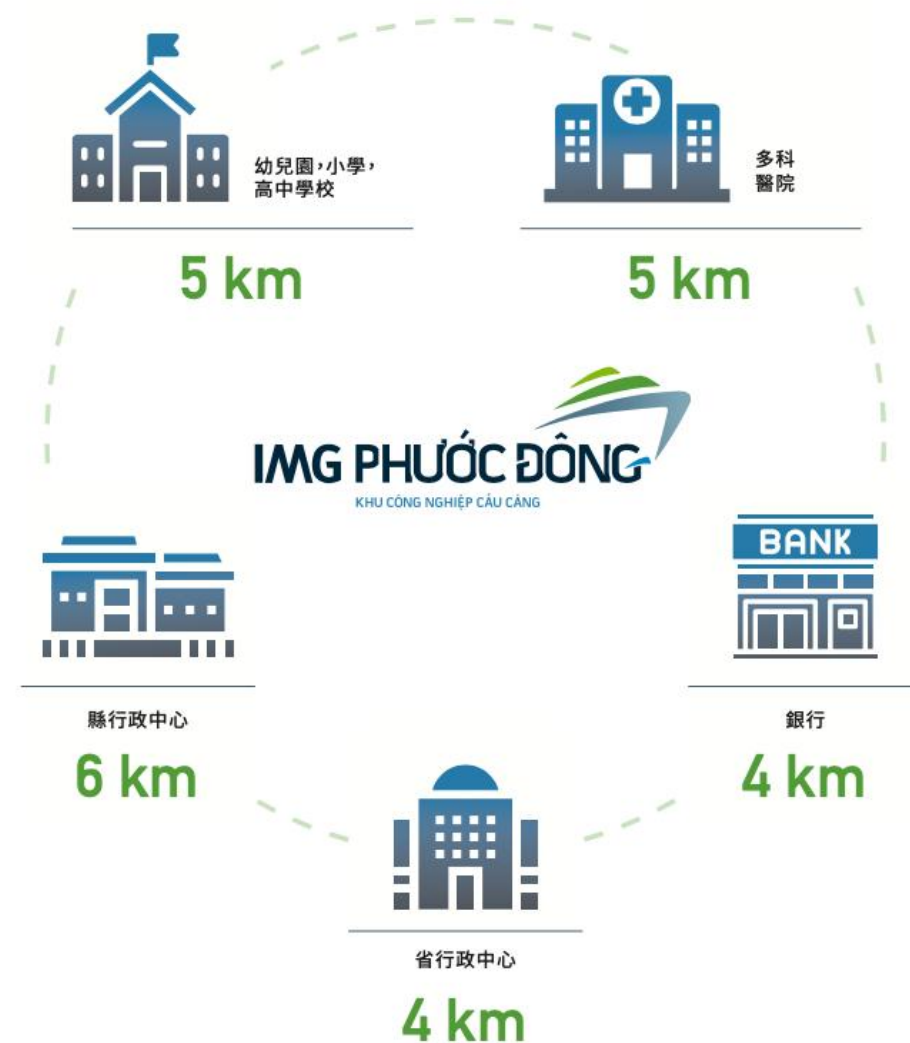 幼兒園,小學,
高中學校
5 km
多科
醫院
5 km
IMG PHƯỚC ĐÔNG
KHU CÔNG NGHIỆP CẦU CẢNG
縣行政中心
6 km
BANK
銀行
4 km
省行政中心
4 km